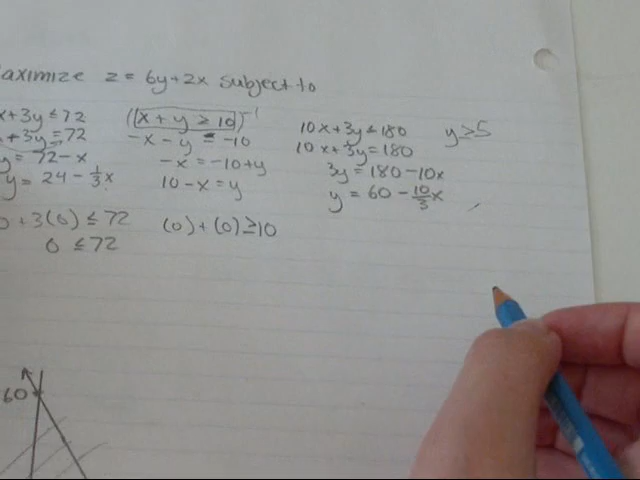 aximize z = 6y+2x subject to
x+3y≤72 ((x+y≥10)-1 10x+3y≤180 y≥5
x+3y=72 -x-y=-10 10x+3y=180
y=72-x -x=-10+y 3y=180-10x
y=24-1/3x 10-x=y y=60-10/3x
0+3(0)≤72 (0)+(0)≥10
0≤72
60